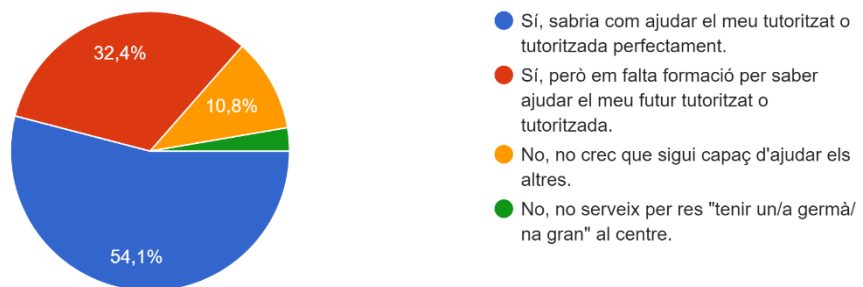 32,4%
10,8%
54,1%
Sí, sabria com ajudar el meu tutoritzat o
tutoritzada perfectament.
Sí, però em falta formació per saber
ajudar el meu futur tutoritzat o
tutoritzada.
No, no crec que sigui capaç d'ajudar els
altres.
No, no serveix per res "tenir un/a germà/
na gran" al centre.